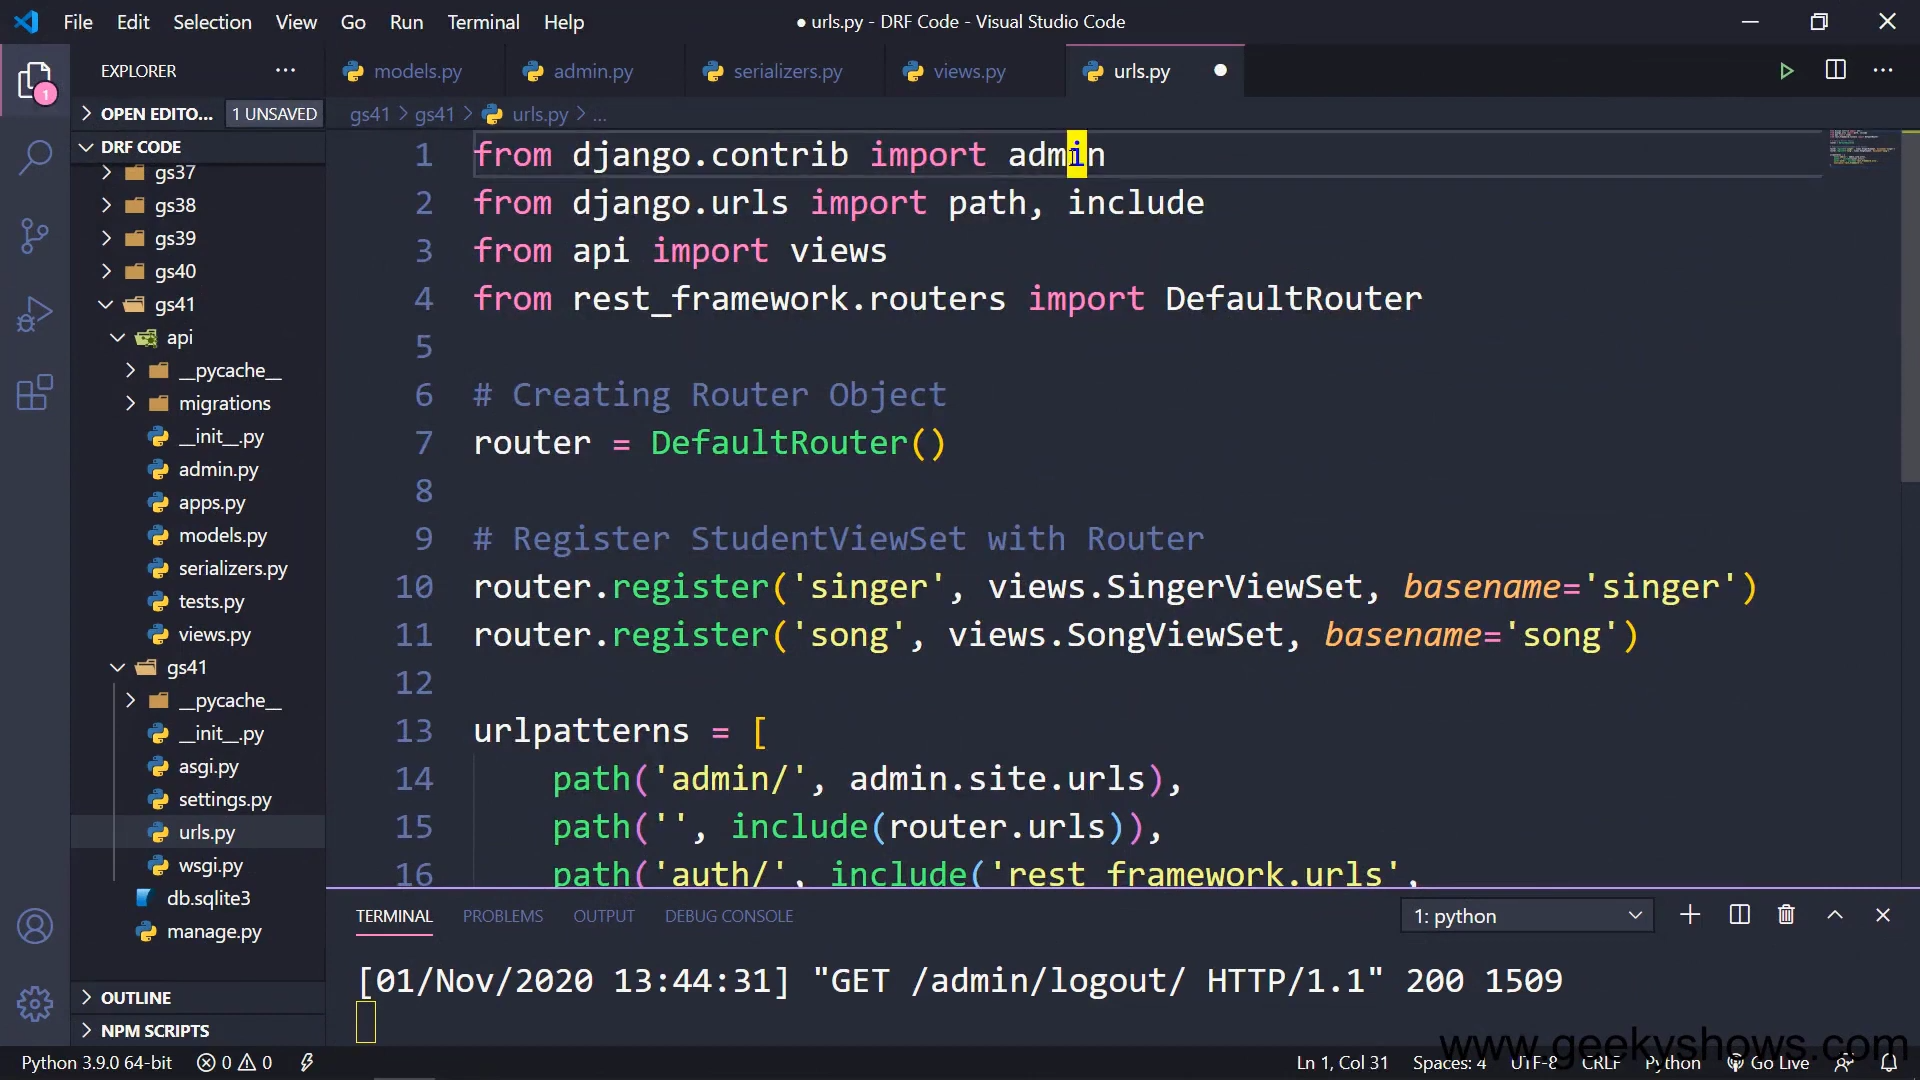 File Edit Selection View Go Run Terminal Help
● urls.py - DRF Code - Visual Studio Code
EXPLORER ...
models.py admin.py serializers.py views.py urls.py ●
OPEN EDITO... 1 UNSAVED
gs41 > gs41 > urls.py > ...
DRF CODE
gs37
gs38
gs39
gs40
gs41
api
__pycache__
migrations
__init__.py
admin.py
apps.py
models.py
serializers.py
tests.py
views.py
gs41
__pycache__
__init__.py
asgi.py
settings.py
urls.py
wsgi.py
db.sqlite3
manage.py
OUTLINE
NPM SCRIPTS
1 from django.contrib import admin
2 from django.urls import path, include
3 from api import views
4 from rest_framework.routers import DefaultRouter
5
6 # Creating Router Object
7 router = DefaultRouter()
8
9 # Register StudentViewSet with Router
10 router.register('singer', views.SingerViewSet, basename='singer')
11 router.register('song', views.SongViewSet, basename='song')
12
13 urlpatterns = [
14 path('admin/', admin.site.urls),
15 path('', include(router.urls)),
16 path('auth/', include('rest_framework.urls',
TERMINAL PROBLEMS OUTPUT DEBUG CONSOLE 1: python
[01/Nov/2020 13:44:31] "GET /admin/logout/ HTTP/1.1" 200 1509
www.geekyshows.com
Python 3.9.0 64-bit 0 0 Ln 1, Col 31 Spaces: 4 UTF-8 CRLF Python Go Live
1